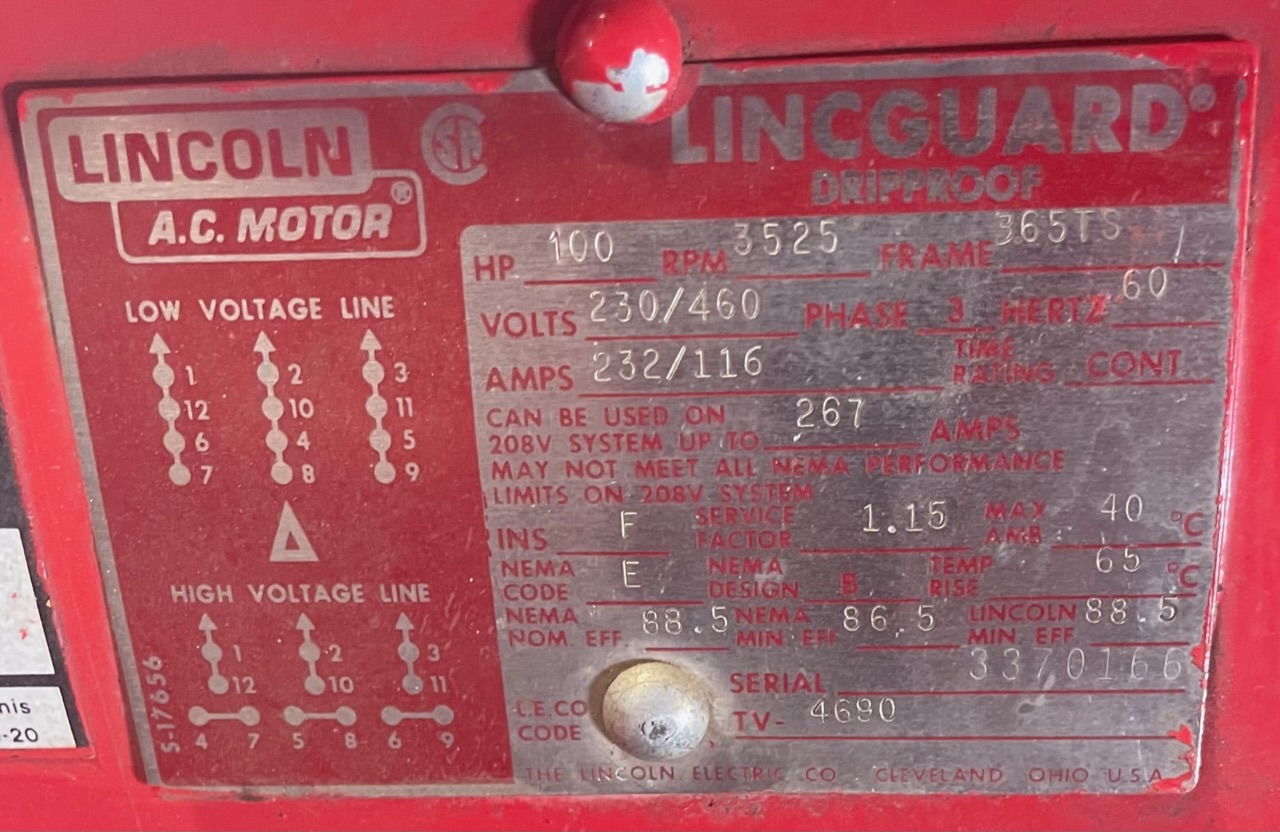 LINCOLN
A.C. MOTOR ®
LINCGUARD®
DRIPPROOF
HP 100 RPM 3525 FRAME 365TS
VOLTS 230/460 PHASE 3 HERTZ 60
AMPS 232/116 TIME RATING CONT.
CAN BE USED ON
208V SYSTEM UP TO 267 AMPS
MAY NOT MEET ALL NEMA PERFORMANCE
LIMITS ON 208V SYSTEM
INS F SERVICE FACTOR 1.15 MAX AMB. 40 °C
NEMA CODE E NEMA DESIGN B TEMP RISE 65 °C
NEMA NOM. EFF. 88.5 NEMA MIN. EFF. 86.5 LINCOLN MIN. EFF. 88.5
SERIAL 3370166
L.E.CO. CODE TV- 4690
THE LINCOLN ELECTRIC CO. CLEVELAND OHIO U.S.A.
LOW VOLTAGE LINE
1 2 3
12 10 11
6 4 5
7 8 9
HIGH VOLTAGE LINE
1 2 3
12 10 11
4 7 5 8 6 9
S-17656
nis
-20